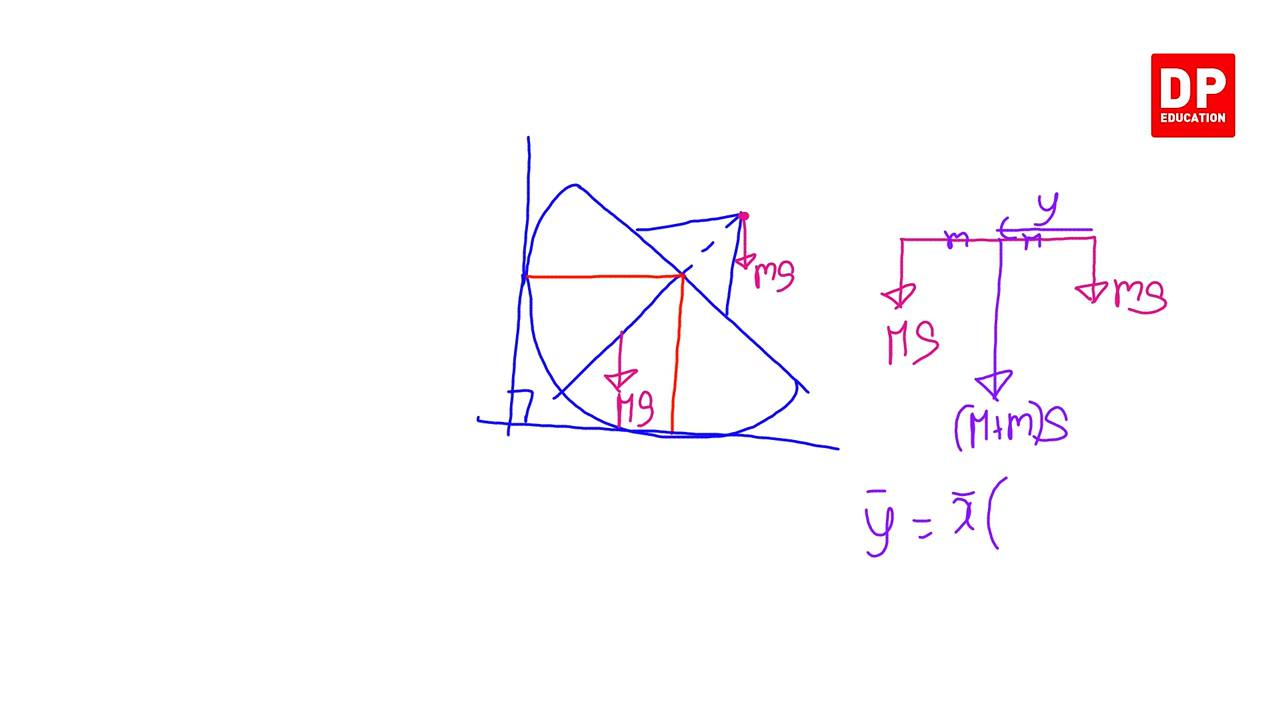 DP
EDUCATION
y
m
m
mg
mg
Mg
Mg
(M+m)g
ȳ = x̄(